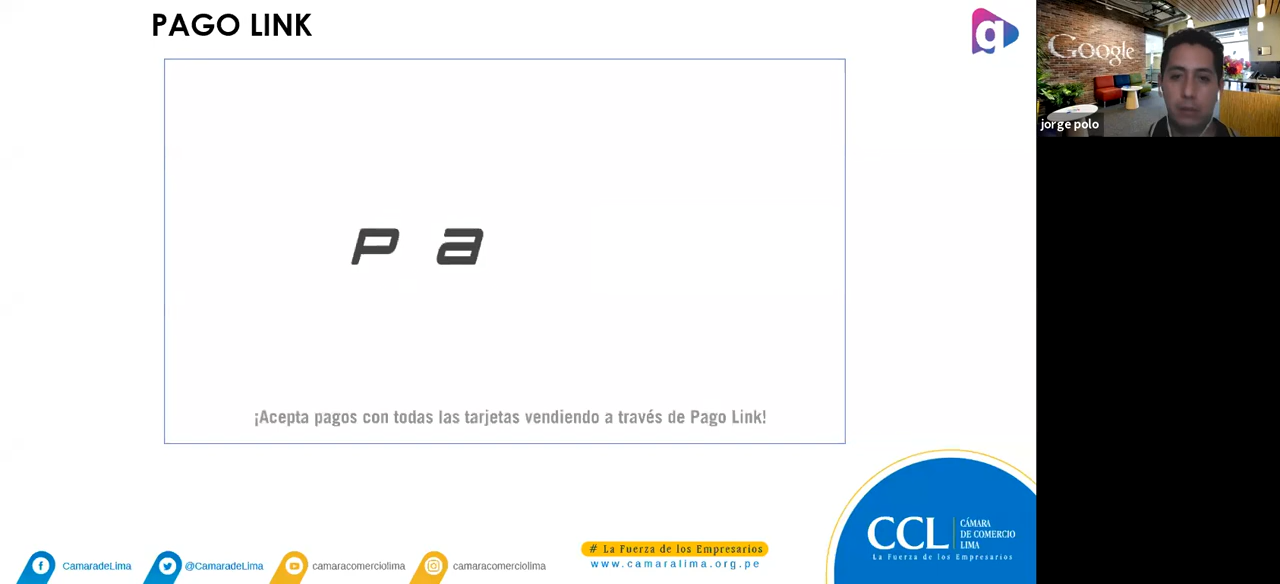 PAGO LINK
g
Google
jorge polo
P a
¡Acepta pagos con todas las tarjetas vendiendo a través de Pago Link!
CCL CÁMARA
DE COMERCIO
LIMA
La Fuerza de los Empresarios
CamaradeLima
@CamaradeLima
camaracomerciolima
camaracomerciolima
# La Fuerza de los Empresarios
www.camaralima.org.pe